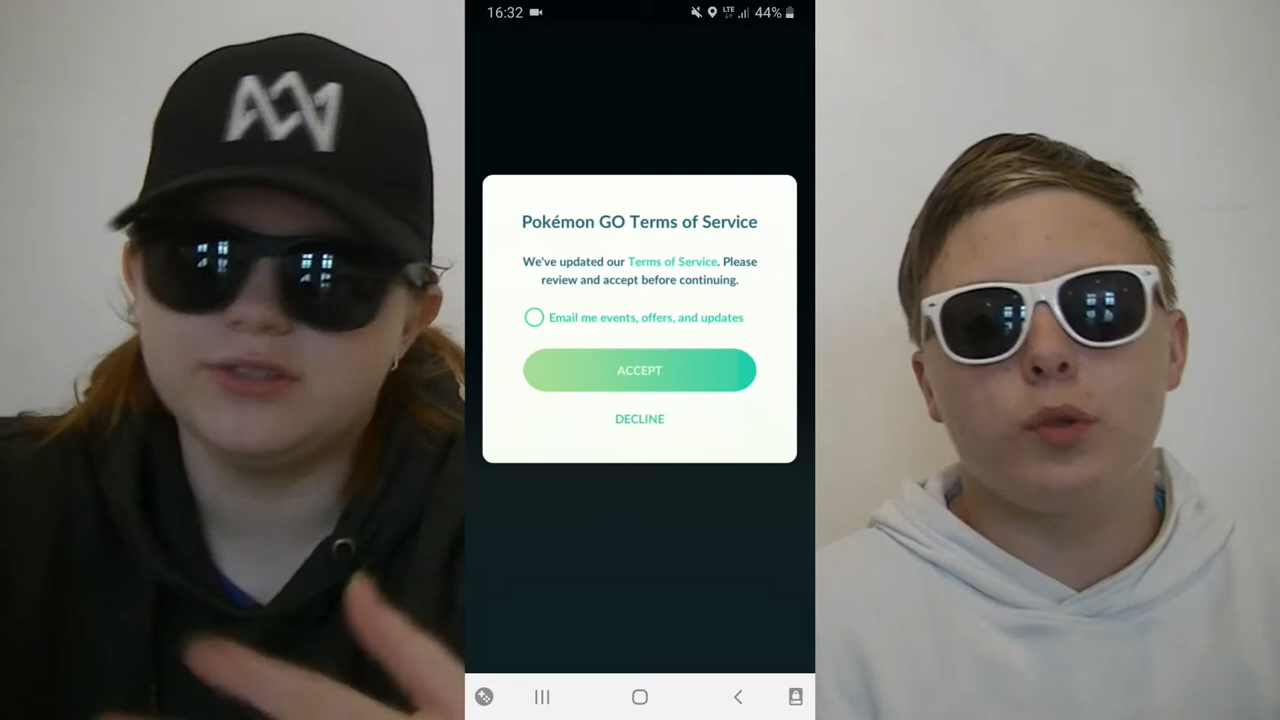 16:32
LTE
44%
Pokémon GO Terms of Service
We've updated our Terms of Service. Please
review and accept before continuing.
Email me events, offers, and updates
ACCEPT
DECLINE